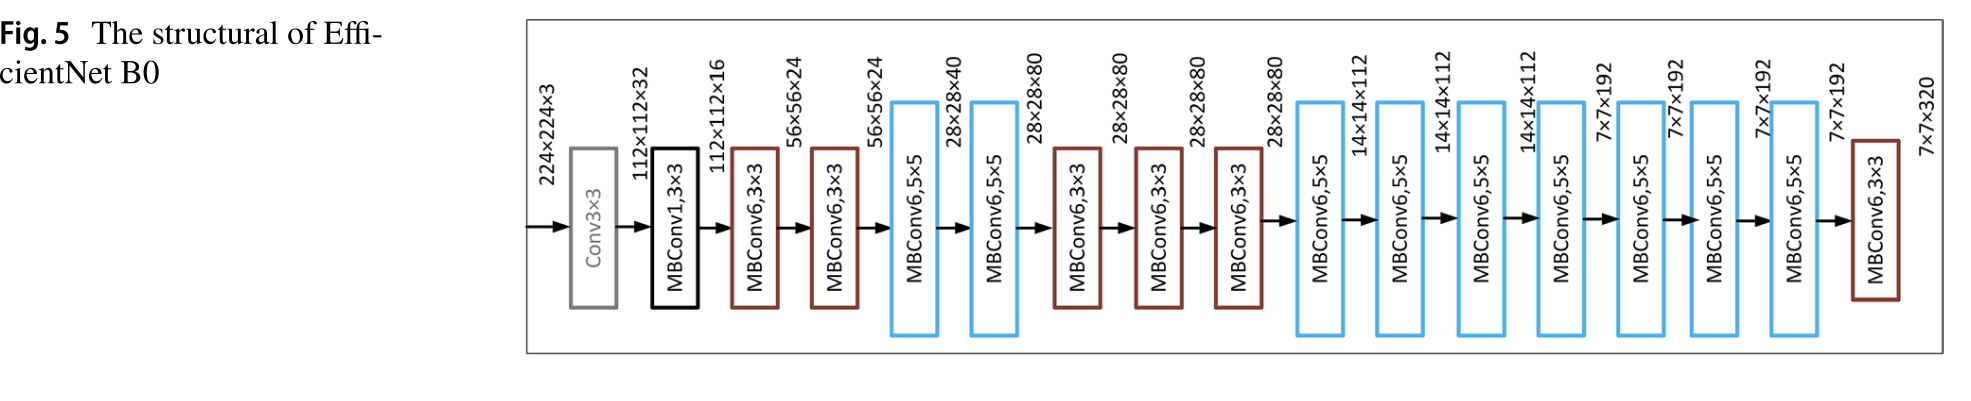 Fig. 5 The structural of Effi-
cientNet B0
224×224×3
Conv3×3
112×112×32
MBConv1,3×3
112×112×16
MBConv6,3×3
56×56×24
MBConv6,3×3
56×56×24
MBConv6,5×5
28×28×40
MBConv6,5×5
28×28×80
MBConv6,3×3
28×28×80
MBConv6,3×3
28×28×80
MBConv6,3×3
28×28×80
MBConv6,5×5
14×14×112
MBConv6,5×5
14×14×112
MBConv6,5×5
14×14×112
MBConv6,5×5
7×7×192
MBConv6,5×5
7×7×192
MBConv6,5×5
7×7×192
MBConv6,5×5
7×7×192
MBConv6,3×3
7×7×320